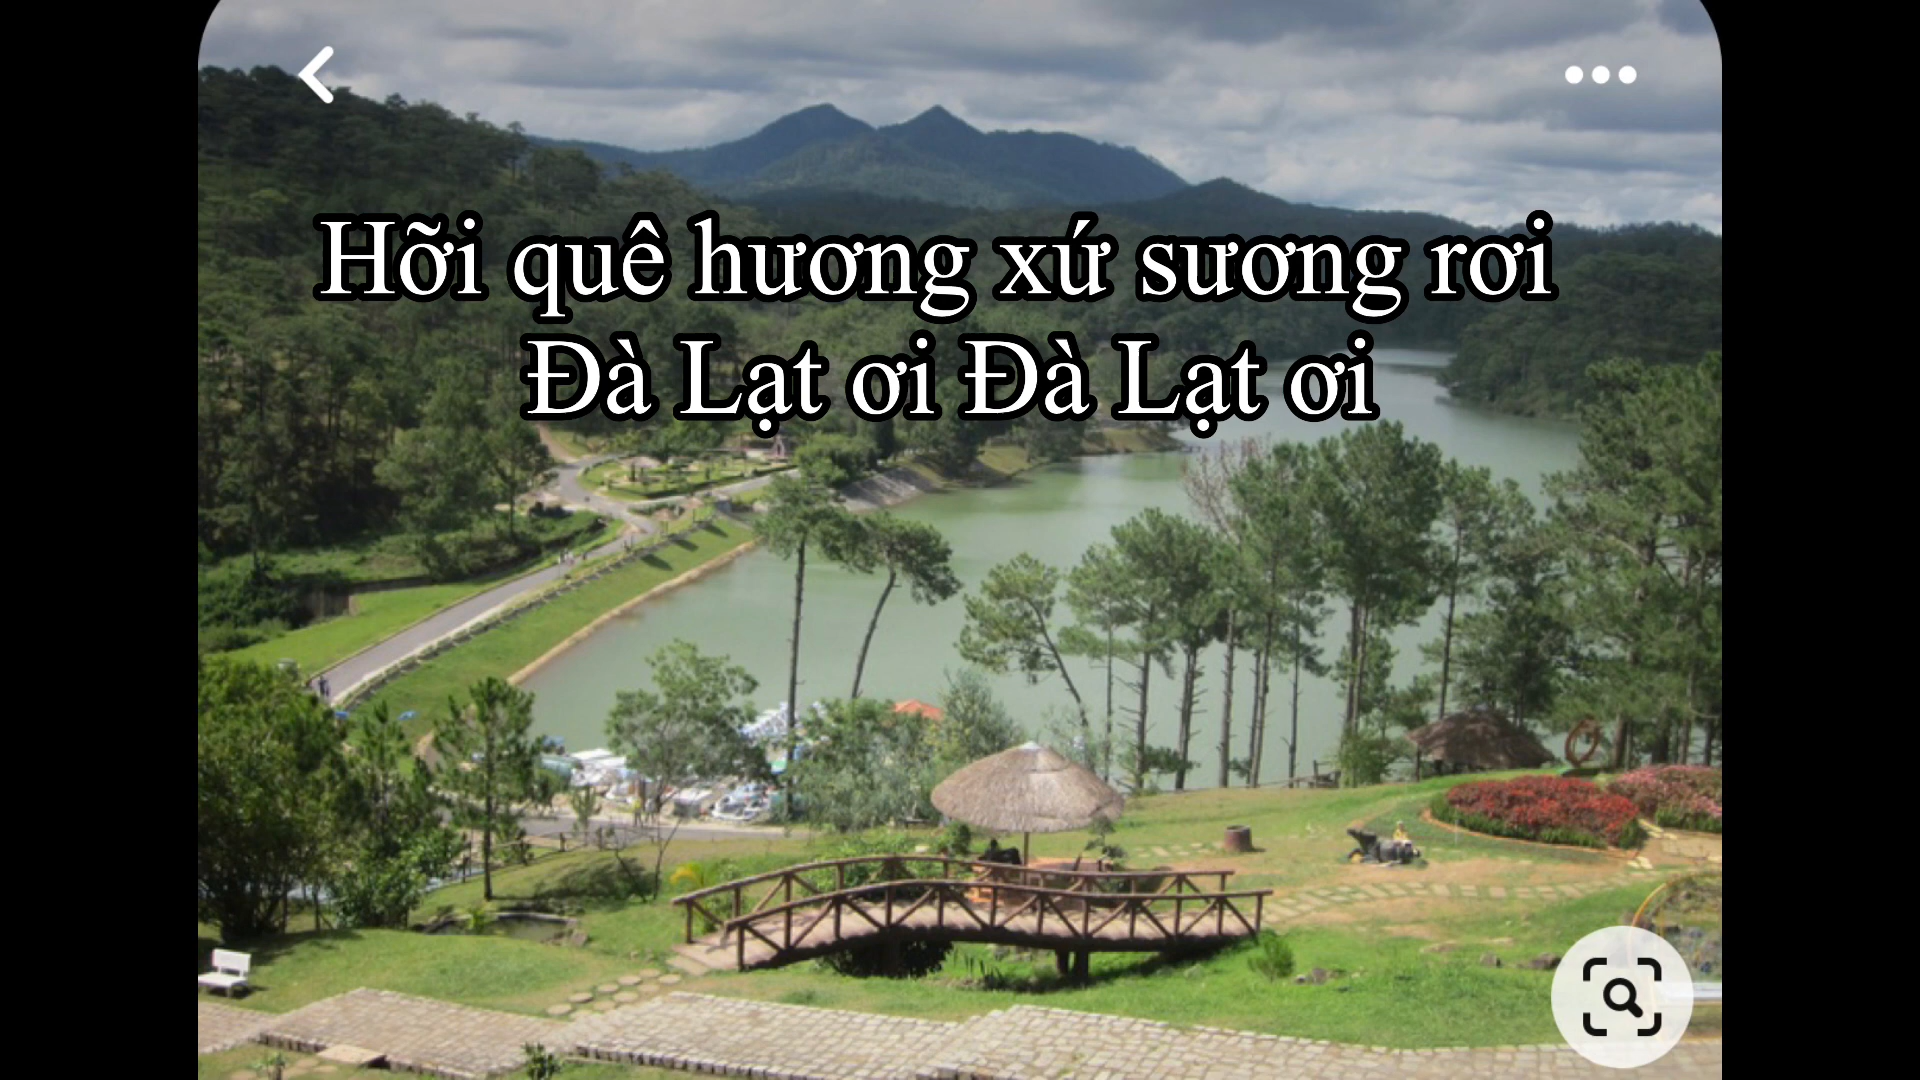 Hỡi quê hương xứ sương rơi
Đà Lạt ơi Đà Lạt ơi